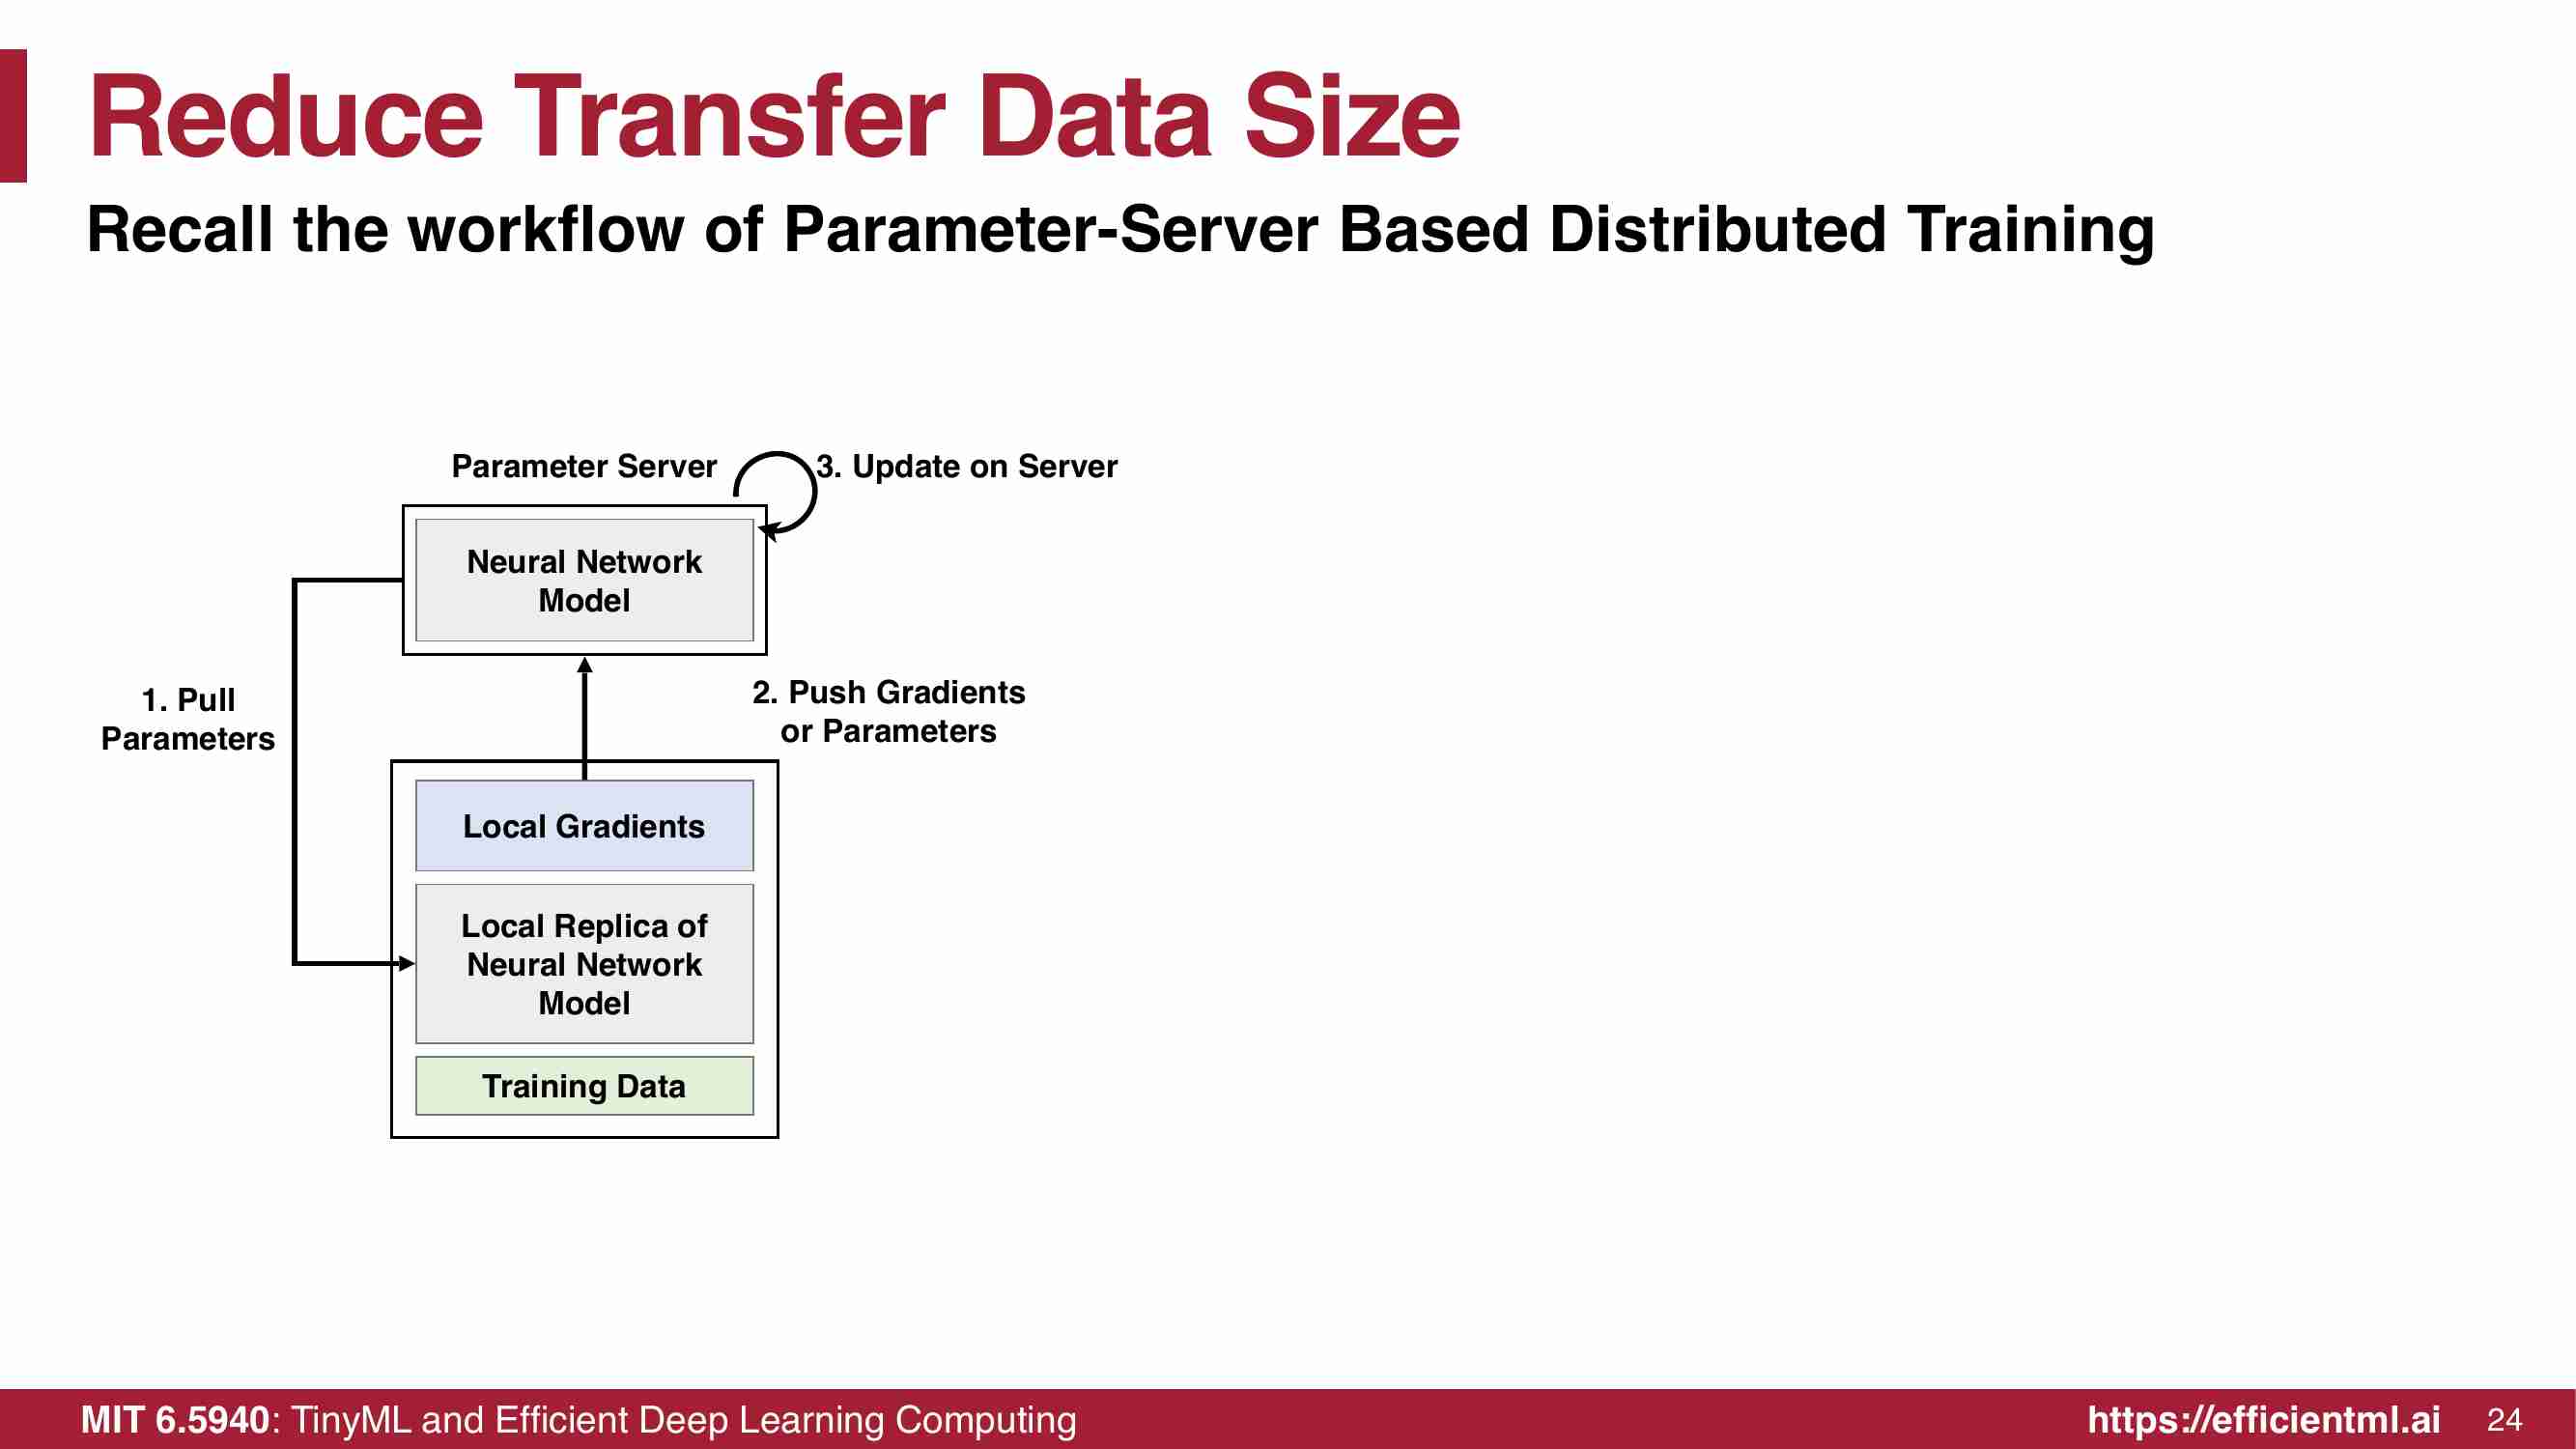 Reduce Transfer Data Size
Recall the workflow of Parameter-Server Based Distributed Training
Parameter Server
3. Update on Server
Neural Network
Model
1. Pull
Parameters
2. Push Gradients
or Parameters
Local Gradients
Local Replica of
Neural Network
Model
Training Data
MIT 6.5940: TinyML and Efficient Deep Learning Computing
https://efficientml.ai
24